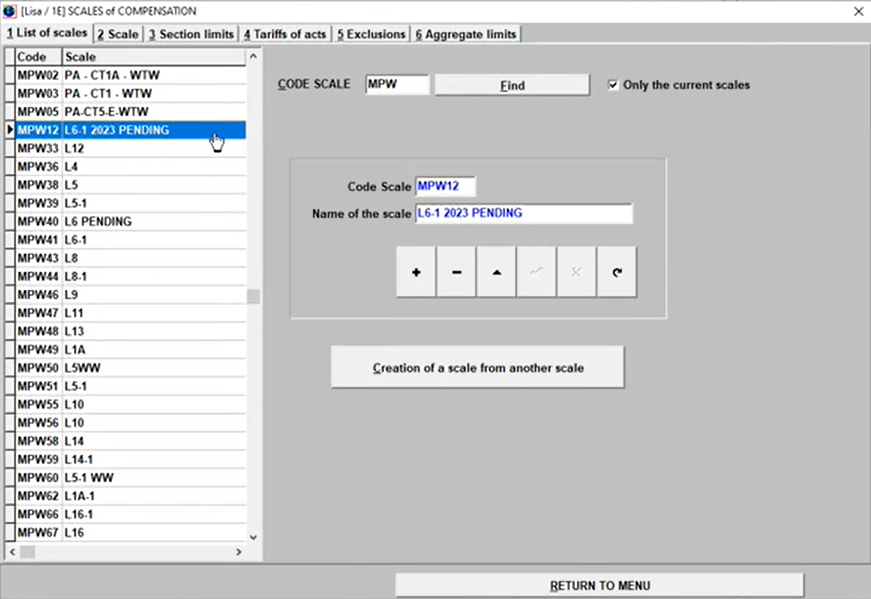 [Lisa / 1E] SCALES of COMPENSATION
1 List of scales 2 Scale 3 Section limits 4 Tariffs of acts 5 Exclusions 6 Aggregate limits
Code Scale
MPW02 PA - CT1A - WTW
MPW03 PA - CT1 - WTW
MPW05 PA-CT5-E-WTW
MPW12 L6-1 2023 PENDING
MPW33 L12
MPW36 L4
MPW38 L5
MPW39 L5-1
MPW40 L6 PENDING
MPW41 L6-1
MPW43 L8
MPW44 L8-1
MPW46 L9
MPW47 L11
MPW48 L13
MPW49 L1A
MPW50 L5WW
MPW51 L5-1
MPW55 L10
MPW56 L10
MPW58 L14
MPW59 L14-1
MPW60 L5-1 WW
MPW62 L1A-1
MPW66 L16-1
MPW67 L16
CODE SCALE MPW Find Only the current scales
Code Scale MPW12
Name of the scale L6-1 2023 PENDING
Creation of a scale from another scale
RETURN TO MENU